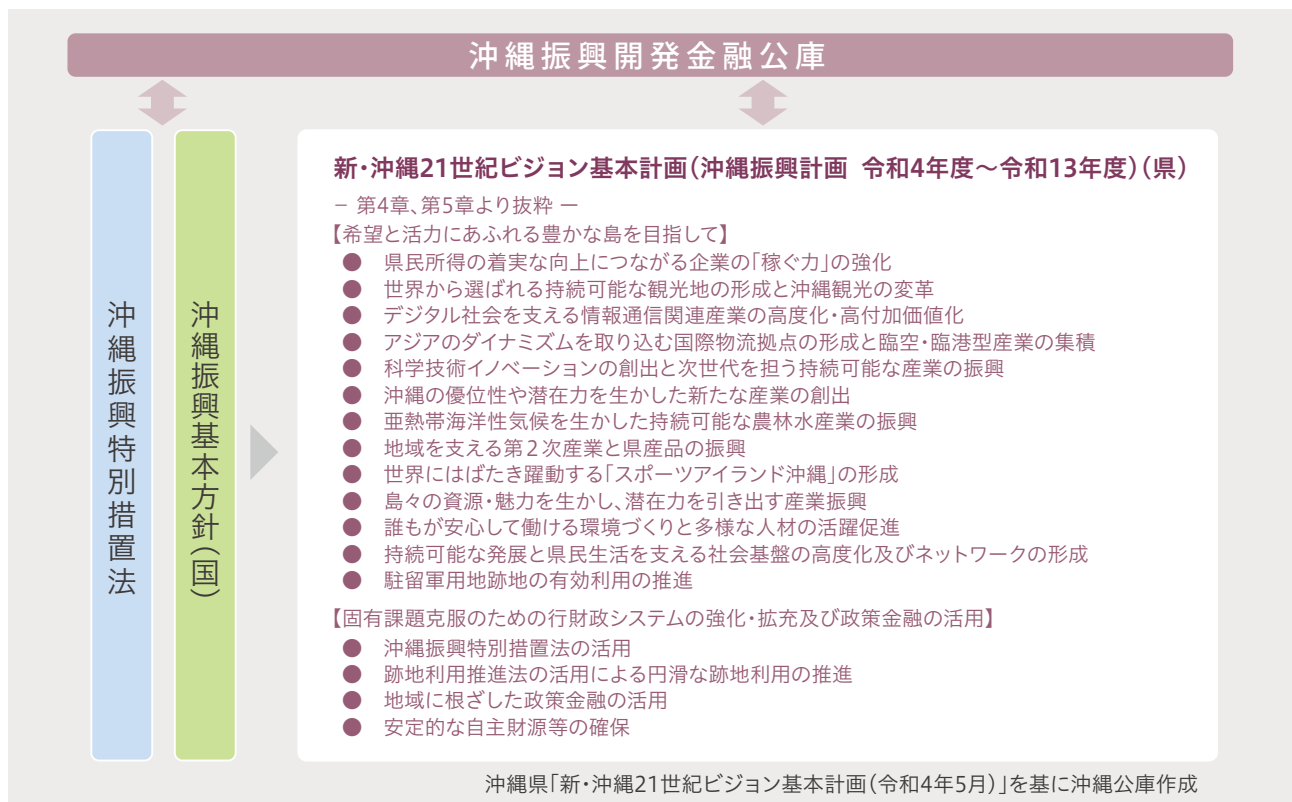 沖縄振興開発金融公庫
沖縄振興特別措置法
沖縄振興基本方針(国)
新・沖縄21世紀ビジョン基本計画(沖縄振興計画 令和4年度～令和13年度)(県)
− 第4章、第5章より抜粋 ー
【希望と活力にあふれる豊かな島を目指して】
● 県民所得の着実な向上につながる企業の「稼ぐ力」の強化
● 世界から選ばれる持続可能な観光地の形成と沖縄観光の変革
● デジタル社会を支える情報通信関連産業の高度化・高付加価値化
● アジアのダイナミズムを取り込む国際物流拠点の形成と臨空・臨港型産業の集積
● 科学技術イノベーションの創出と次世代を担う持続可能な産業の振興
● 沖縄の優位性や潜在力を生かした新たな産業の創出
● 亜熱帯海洋性気候を生かした持続可能な農林水産業の振興
● 地域を支える第２次産業と県産品の振興
● 世界にはばたき躍動する「スポーツアイランド沖縄」の形成
● 島々の資源・魅力を生かし、潜在力を引き出す産業振興
● 誰もが安心して働ける環境づくりと多様な人材の活躍促進
● 持続可能な発展と県民生活を支える社会基盤の高度化及びネットワークの形成
● 駐留軍用地跡地の有効利用の推進
【固有課題克服のための行財政システムの強化・拡充及び政策金融の活用】
● 沖縄振興特別措置法の活用
● 跡地利用推進法の活用による円滑な跡地利用の推進
● 地域に根ざした政策金融の活用
● 安定的な自主財源等の確保
沖縄県「新・沖縄21世紀ビジョン基本計画(令和4年5月)」を基に沖縄公庫作成